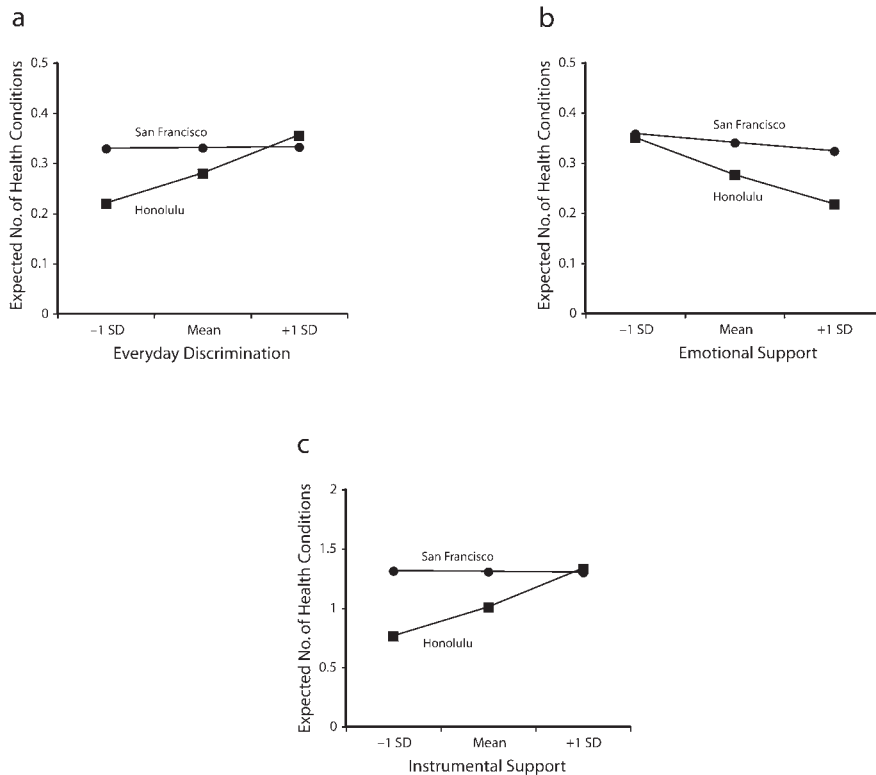 a
Expected No. of Health Conditions
0.5
0.4
0.3
0.2
0.1
0
San Francisco
Honolulu
–1 SD Mean +1 SD
Everyday Discrimination
b
Expected No. of Health Conditions
0.5
0.4
0.3
0.2
0.1
0
San Francisco
Honolulu
–1 SD Mean +1 SD
Emotional Support
c
Expected No. of Health Conditions
2
1.5
1
0.5
0
San Francisco
Honolulu
–1 SD Mean +1 SD
Instrumental Support